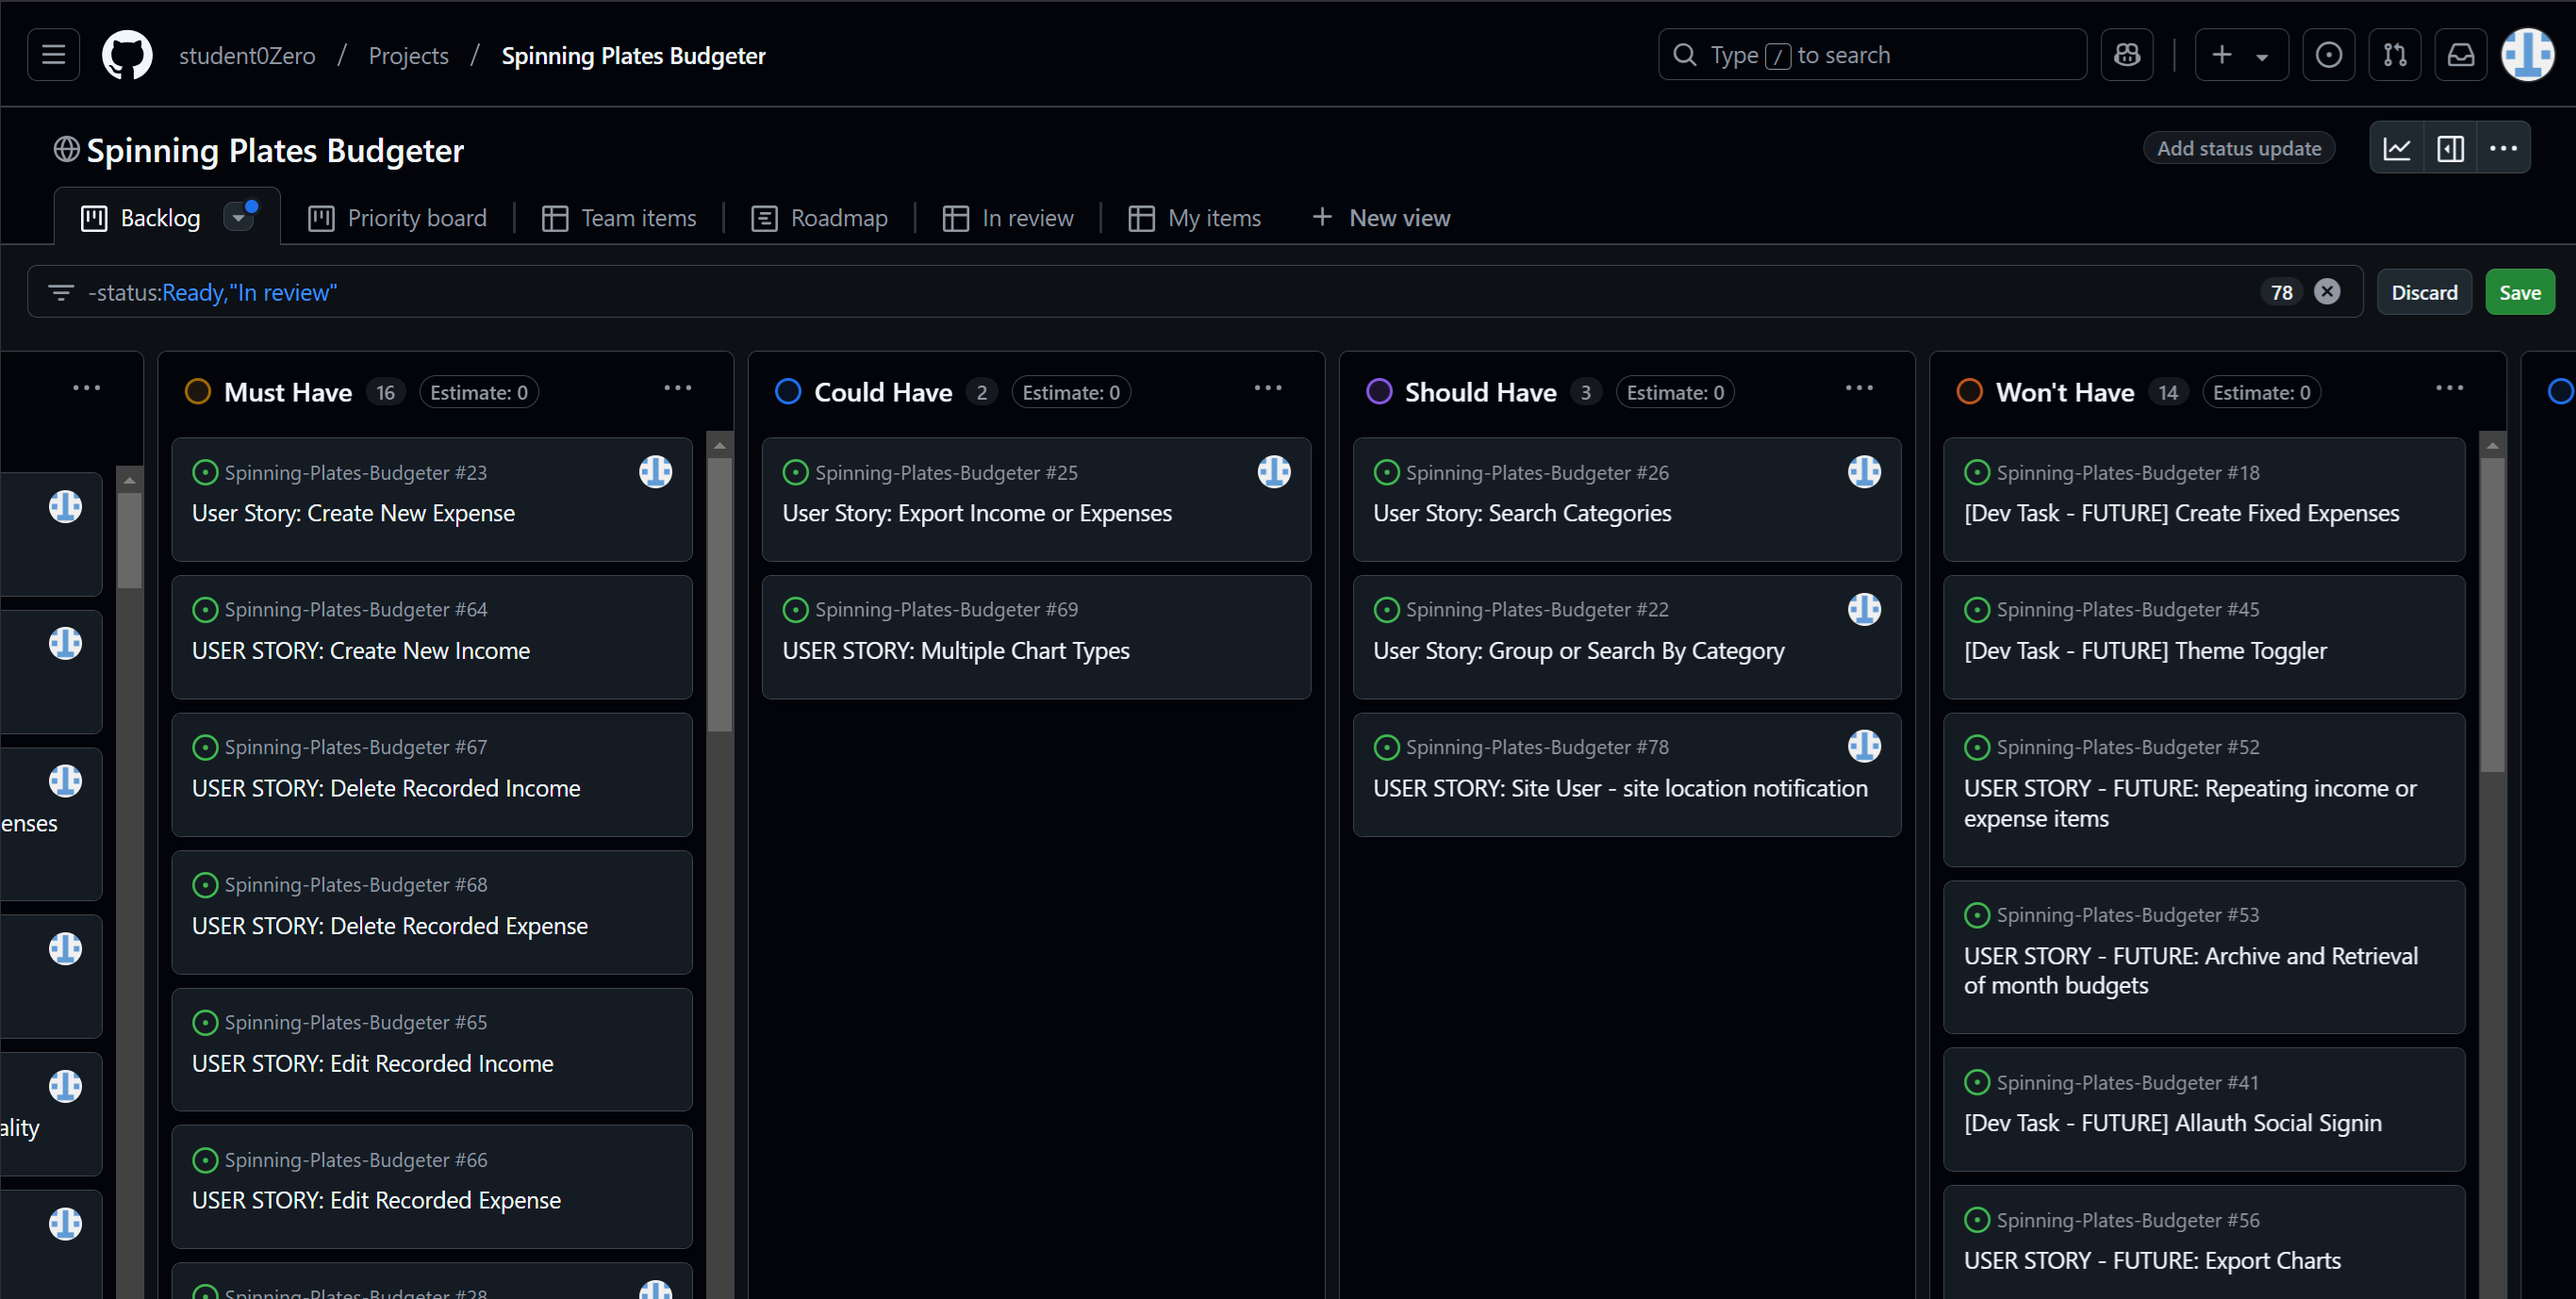 student0Zero / Projects / Spinning Plates Budgeter
Type / to search
Spinning Plates Budgeter
Add status update
Backlog
Priority board
Team items
Roadmap
In review
My items
+ New view
-status:Ready,"In review"
78
Discard
Save
enses
ality
Must Have 16 Estimate: 0
Spinning-Plates-Budgeter #23
User Story: Create New Expense
Spinning-Plates-Budgeter #64
USER STORY: Create New Income
Spinning-Plates-Budgeter #67
USER STORY: Delete Recorded Income
Spinning-Plates-Budgeter #68
USER STORY: Delete Recorded Expense
Spinning-Plates-Budgeter #65
USER STORY: Edit Recorded Income
Spinning-Plates-Budgeter #66
USER STORY: Edit Recorded Expense
Spinning-Plates-Budgeter #28
Could Have 2 Estimate: 0
Spinning-Plates-Budgeter #25
User Story: Export Income or Expenses
Spinning-Plates-Budgeter #69
USER STORY: Multiple Chart Types
Should Have 3 Estimate: 0
Spinning-Plates-Budgeter #26
User Story: Search Categories
Spinning-Plates-Budgeter #22
User Story: Group or Search By Category
Spinning-Plates-Budgeter #78
USER STORY: Site User - site location notification
Won't Have 14 Estimate: 0
Spinning-Plates-Budgeter #18
[Dev Task - FUTURE] Create Fixed Expenses
Spinning-Plates-Budgeter #45
[Dev Task - FUTURE] Theme Toggler
Spinning-Plates-Budgeter #52
USER STORY - FUTURE: Repeating income or
expense items
Spinning-Plates-Budgeter #53
USER STORY - FUTURE: Archive and Retrieval
of month budgets
Spinning-Plates-Budgeter #41
[Dev Task - FUTURE] Allauth Social Signin
Spinning-Plates-Budgeter #56
USER STORY - FUTURE: Export Charts